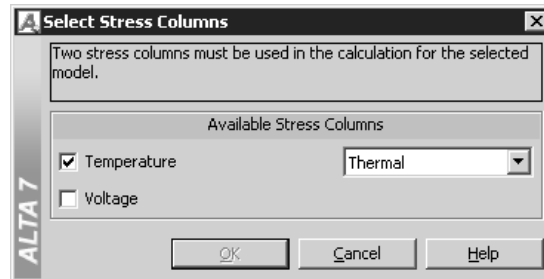 Select Stress Columns
Two stress columns must be used in the calculation for the selected
model.
Available Stress Columns
Temperature Thermal
Voltage
ALTA 7
OK Cancel Help